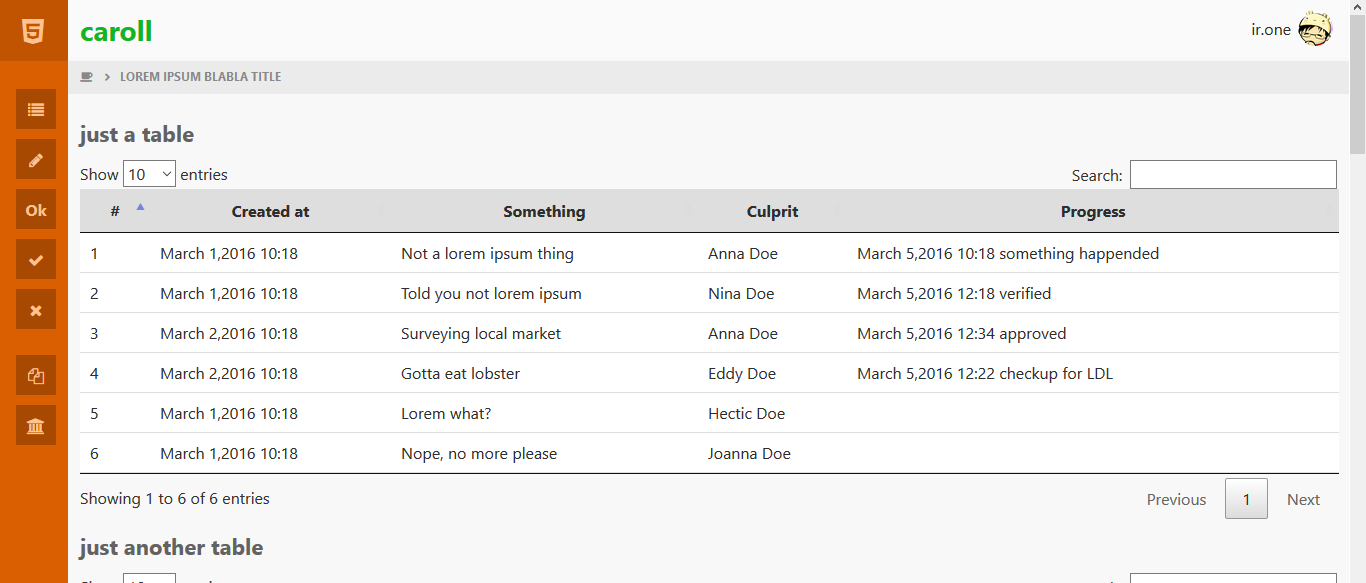 5
caroll
ir.one
LOREM IPSUM BLABLA TITLE
just a table
Show 10 entries
Search:
# Created at Something Culprit Progress
1 March 1,2016 10:18 Not a lorem ipsum thing Anna Doe March 5,2016 10:18 something happended
2 March 1,2016 10:18 Told you not lorem ipsum Nina Doe March 5,2016 12:18 verified
Ok
3 March 2,2016 10:18 Surveying local market Anna Doe March 5,2016 12:34 approved
4 March 2,2016 10:18 Gotta eat lobster Eddy Doe March 5,2016 12:22 checkup for LDL
5 March 1,2016 10:18 Lorem what? Hectic Doe
6 March 1,2016 10:18 Nope, no more please Joanna Doe
Showing 1 to 6 of 6 entries
Previous 1 Next
just another table